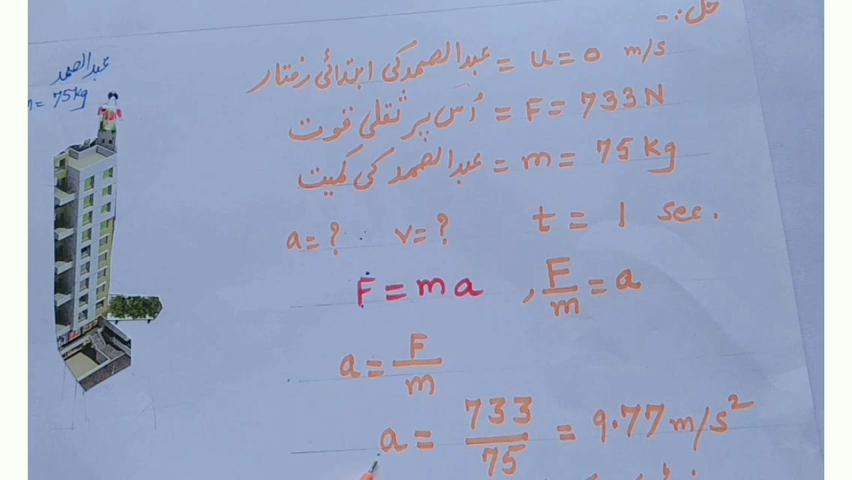 حل:-
عبدالصمد کی ابتدائی رفتار = u = 0 m/s
اُس پر ثقلی قوت = F = 733 N
عبدالصمد کی کمیت = m = 75 kg
a = ? v = ? t = 1 sec.
F = ma , F/m = a
a = F/m
a = 733/75 = 9.77 m/s²
عبدالصمد
m = 75kg